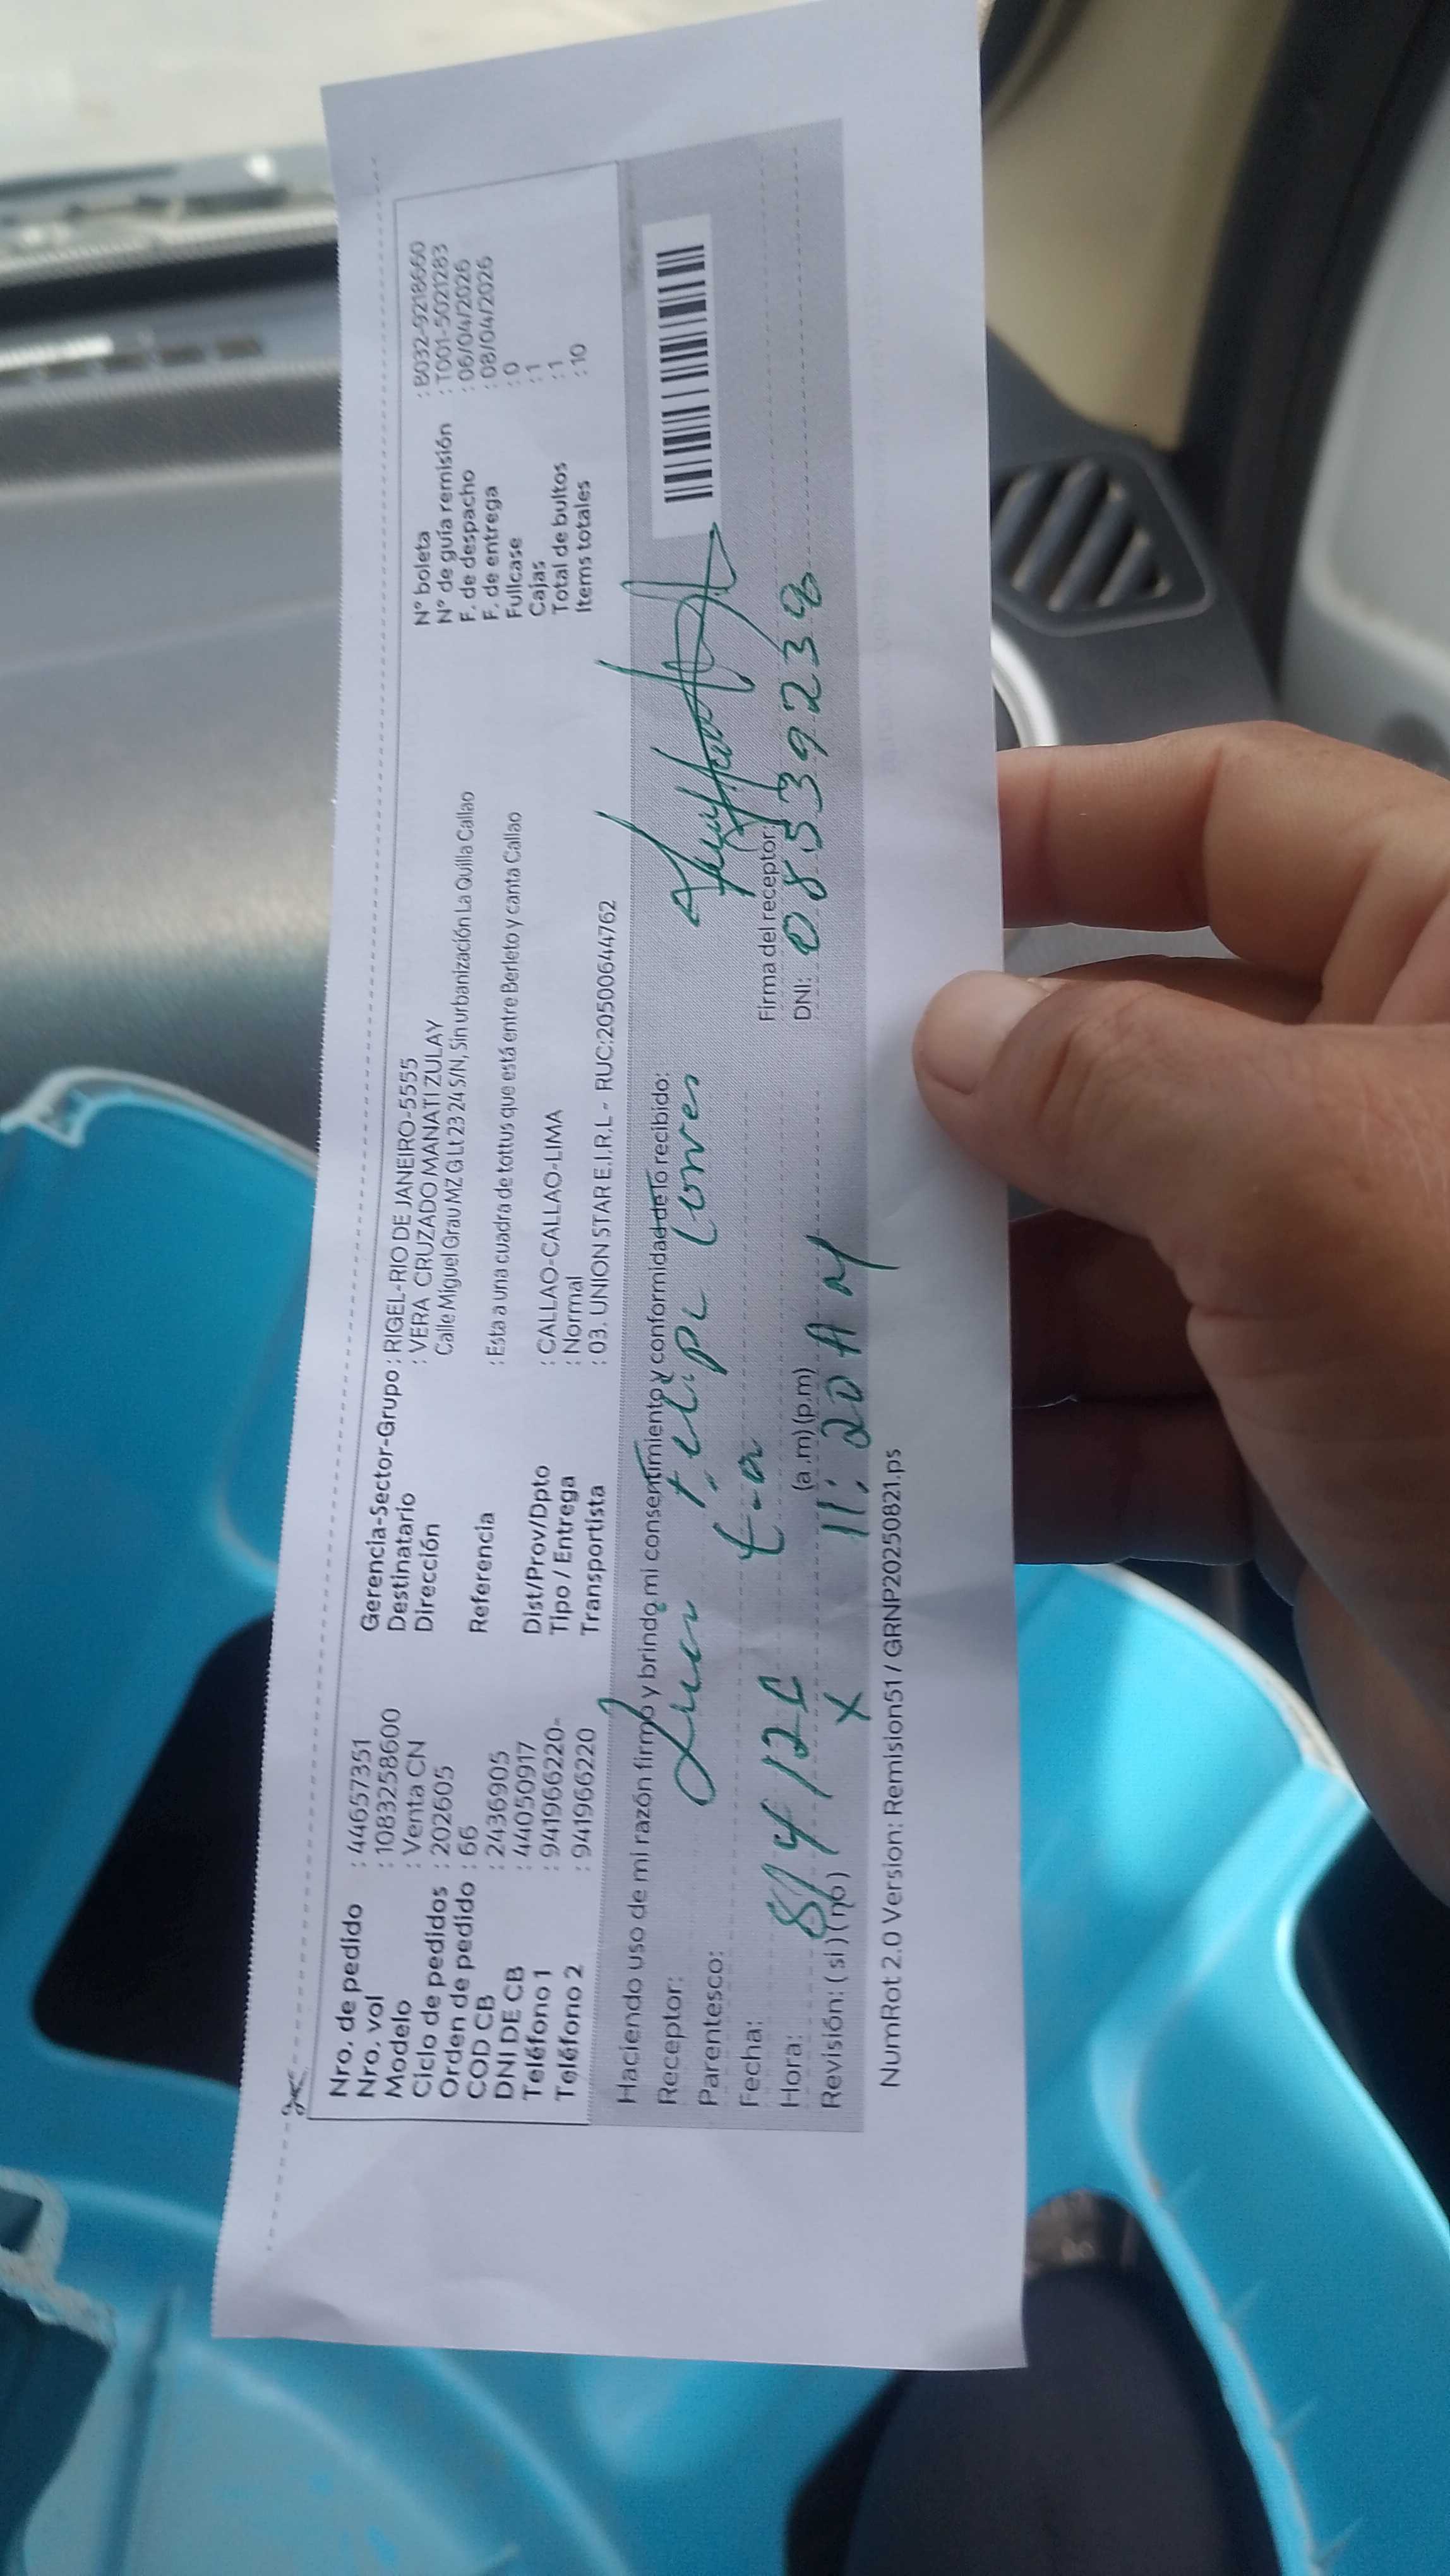 Nro. de pedido : 44657351
Nro. vol : 1083258600
Modelo : Venta CN
Ciclo de pedidos : 202605
Orden de pedido : 66
COD CB : 2436905
DNI DE CB : 44050917
Teléfono 1 : 941966220-
Teléfono 2 : 941966220
Gerencia-Sector-Grupo : RIGEL-RIO DE JANEIRO-5555
Destinatario : VERA CRUZADO MANATI ZULAY
Dirección Calle Miguel Grau MZ G Lt 23 24 S/N, Sin urbanización La Quilla Callao
Referencia : Esta a una cuadra de tottus que está entre Berleto y canta Callao
Dist/Prov/Dpto : CALLAO-CALLAO-LIMA
Tipo / Entrega : Normal
Transportista : 03. UNION STAR E.I.R.L - RUC:20500644762
N° boleta : B032-9218660
N° de guía remisión : T001-5021283
F. de despacho : 06/04/2026
F. de entrega : 08/04/2026
Fullcase : 0
Cajas : 1
Total de bultos : 1
Items totales : 10
Haciendo uso de mi razón firmo y brindo mi consentimiento y conformidad de lo recibido:
Receptor: Felipe
Parentesco:
Fecha: 8/4/26
Hora: (a.m) (p.m) 11:20 AM
Revisión: (si) (no) X
Firma del receptor:
DNI: 08539239
NumRot 2.0 Version: Remision51 / GRNP20250821.ps